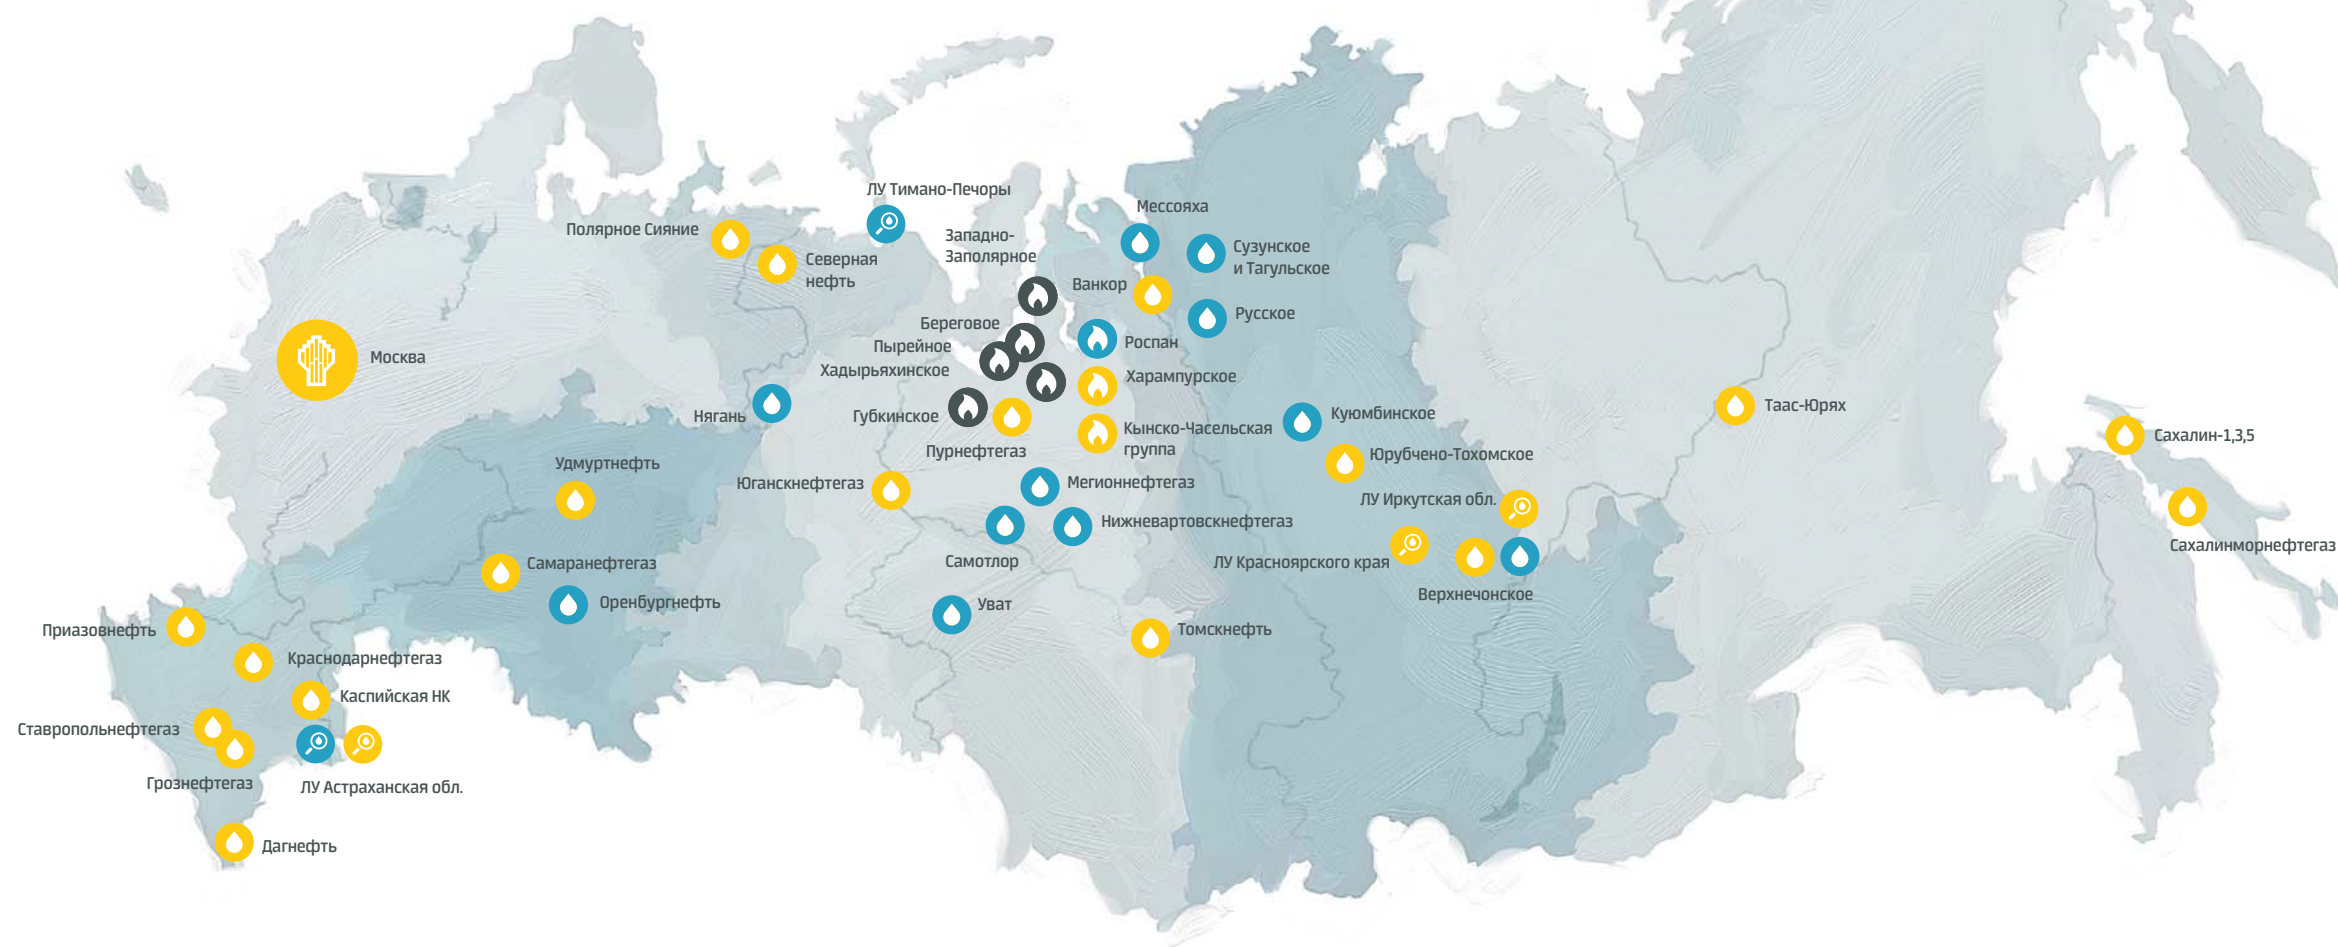 ЛУ Тимано-Печоры
Мессояха
Полярное Сияние
Западно-
Заполярное
Сузунское
и Тагульское
Северная
нефть
Ванкор
Русское
Береговое
Пырейное
Роспан
Москва
Хадырьяхинское
Харампурское
Нягань
Губкинское
Куюмбинское
Таас-Юрях
Кынско-Часельская
группа
Сахалин-1,3,5
Пурнефтегаз
Юрубчено-Тохомское
Удмуртнефть
Юганскнефтегаз
Мегионнефтегаз
ЛУ Иркутская обл.
Нижневартовскнефтегаз
Сахалинморнефтегаз
Самаранефтегаз
Самотлор
ЛУ Красноярского края
Оренбургнефть
Уват
Верхнечонское
Приазовнефть
Томскнефть
Краснодарнефтегаз
Каспийская НК
Ставропольнефтегаз
Грознефтегаз
ЛУ Астраханская обл.
Дагнефть